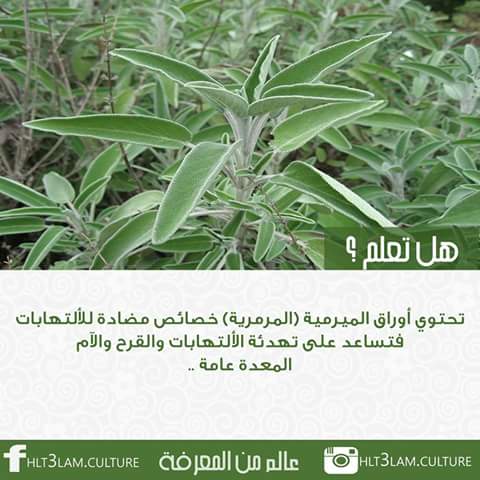 هل تعلم ؟
تحتوي أوراق الميرمية (المرمرية) خصائص مضادة للألتهابات
فتساعد على تهدئة الألتهابات والقرح والآم
المعدة عامة ..
HLT3LAM.CULTURE
عالم من المعرفة
HLT3LAM.CULTURE